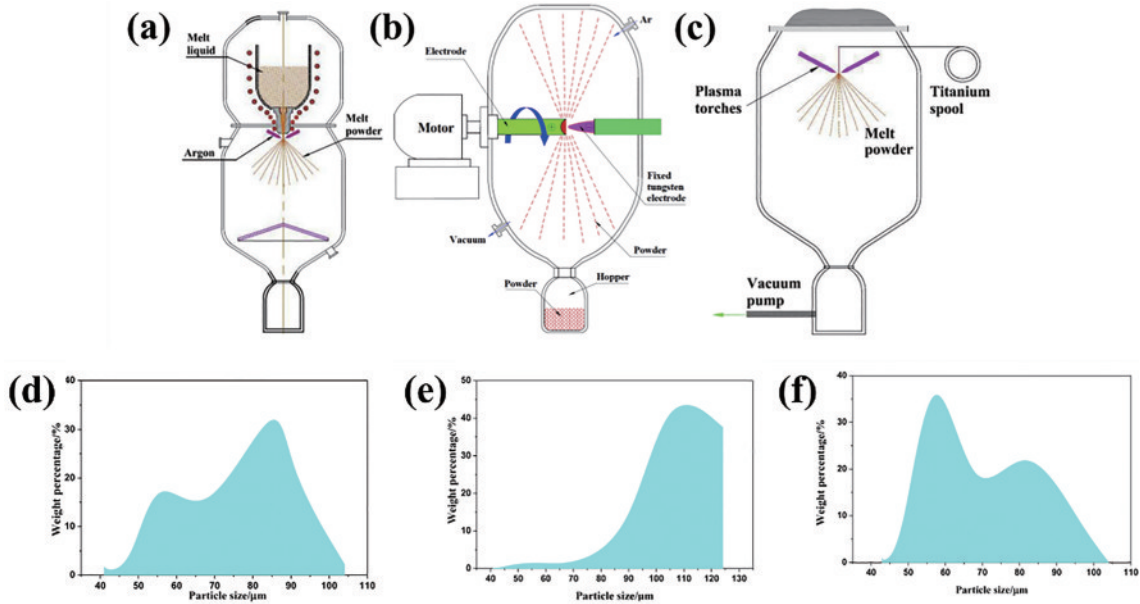 (a)
Melt
liquid
Melt
powder
Argon
(b)
Ar
Electrode
Motor
Fixed
tungsten
electrode
Vacuum
Powder
Hopper
Powder
(c)
Plasma
torches
Titanium
spool
Melt
powder
Vacuum
pump
(d)
Weight percentage/%
60
40
30
20
10
0
40 50 60 70 80 90 100 110
Particle size/μm
(e)
Weight percentage/%
50
40
30
20
10
0
40 50 60 70 80 90 100 110 120 130
Particle size/μm
(f)
Weight percentage/%
40
30
20
10
0
40 50 60 70 80 90 100 110
Particle size/μm